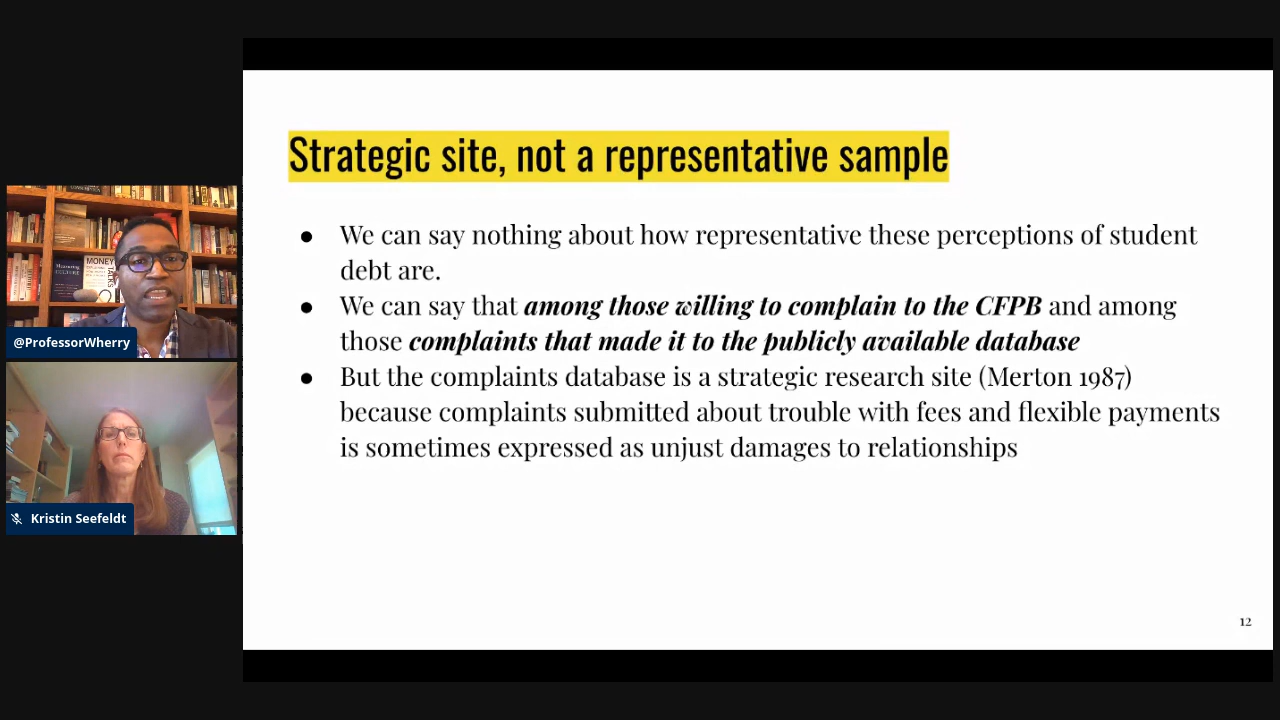 Strategic site, not a representative sample
● We can say nothing about how representative these perceptions of student
debt are.
● We can say that among those willing to complain to the CFPB and among
those complaints that made it to the publicly available database
● But the complaints database is a strategic research site (Merton 1987)
because complaints submitted about trouble with fees and flexible payments
is sometimes expressed as unjust damages to relationships
12
MONEY
TALKS
@ProfessorWherry
Kristin Seefeldt